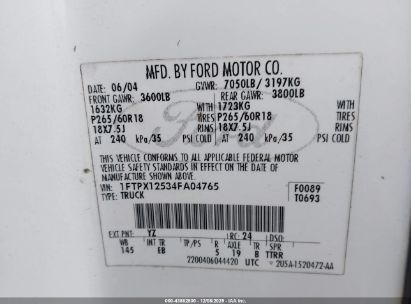 MFD. BY FORD MOTOR CO.
DATE: 06/04 GVWR: 7050LB/ 3197KG
FRONT GAWR: 3600LB REAR GAWR: 3800LB
1632KG WITH 1723KG WITH
P265/60R18 TIRES P265/60R18 TIRES
18X7.5J RIMS 18X7.5J RIMS
AT 240 kPa/35 PSI COLD AT 240 kPa/35 PSI COLD
THIS VEHICLE CONFORMS TO ALL APPLICABLE FEDERAL MOTOR
VEHICLE SAFETY STANDARDS IN EFFECT ON THE DATE OF
MANUFACTURE SHOWN ABOVE.
VIN: 1FTPX12534FA04765 F0089
TYPE: TRUCK T0693
EXT PNT: YZ RC: 24 DSO:
WB INT TR TP/PS R AXLE TR SPR
145 EB 5 19 B TTRR
2200406044420 UTC 2U5A-1520472-AA